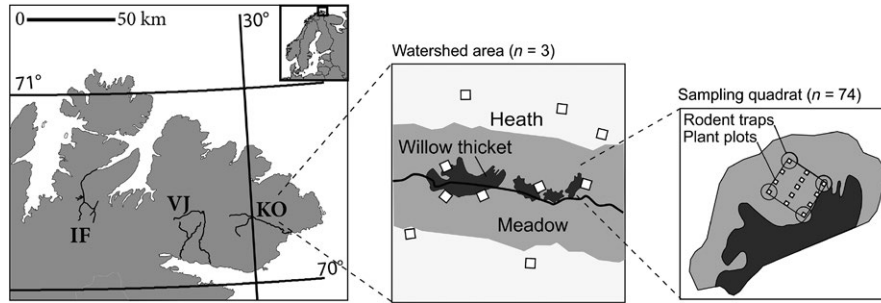 0 50 km
30°
71°
VJ
KO
IF
70°
Watershed area (n = 3)
Heath
Willow thicket
Meadow
Sampling quadrat (n = 74)
Rodent traps
Plant plots